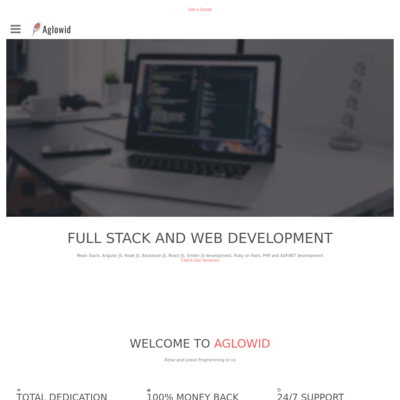 Get a Quote
Aglowid
FULL STACK AND WEB DEVELOPMENT
Mean Stack, Angular JS, Node JS, Backbone JS, React JS, Ember JS development, Ruby on Rails, PHP and ASP.NET development
Check Our Services
WELCOME TO AGLOWID
Relax and Leave Programming to us
TOTAL DEDICATION
100% MONEY BACK
24/7 SUPPORT